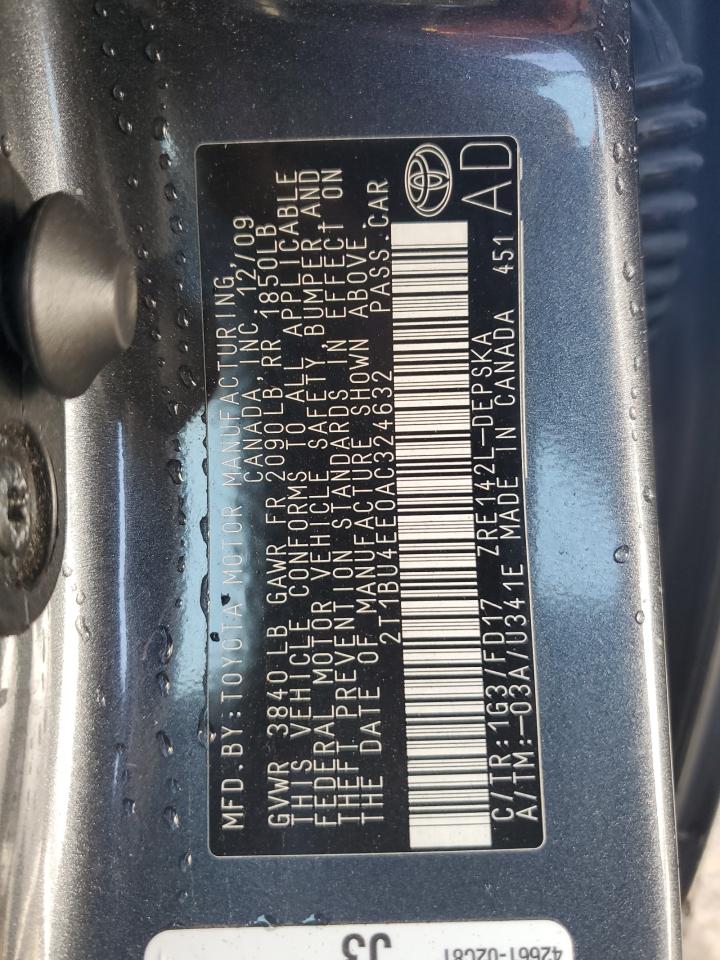 MFD. BY: TOYOTA MOTOR MANUFACTURING,
CANADA, INC. 12/09
GVWR 3840 LB GAWR FR 2090LB, RR 1850LB
THIS VEHICLE CONFORMS TO ALL APPLICABLE
FEDERAL MOTOR VEHICLE SAFETY, BUMPER, AND
THEFT PREVENTION STANDARDS IN EFFECT ON
THE DATE OF MANUFACTURE SHOWN ABOVE.
2T1BU4EE0AC324632 PASS. CAR
C/TR: 1G3/FD17 ZRE142L-DEPSKA
A/TM: -03A/U341E MADE IN CANADA 451
AD
J3
42661-02C81